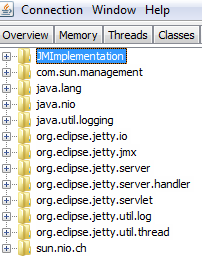 Connection Window Help
Overview Memory Threads Classes
JMImplementation
com.sun.management
java.lang
java.nio
java.util.logging
org.eclipse.jetty.io
org.eclipse.jetty.jmx
org.eclipse.jetty.server
org.eclipse.jetty.server.handler
org.eclipse.jetty.servlet
org.eclipse.jetty.util.log
org.eclipse.jetty.util.thread
sun.nio.ch